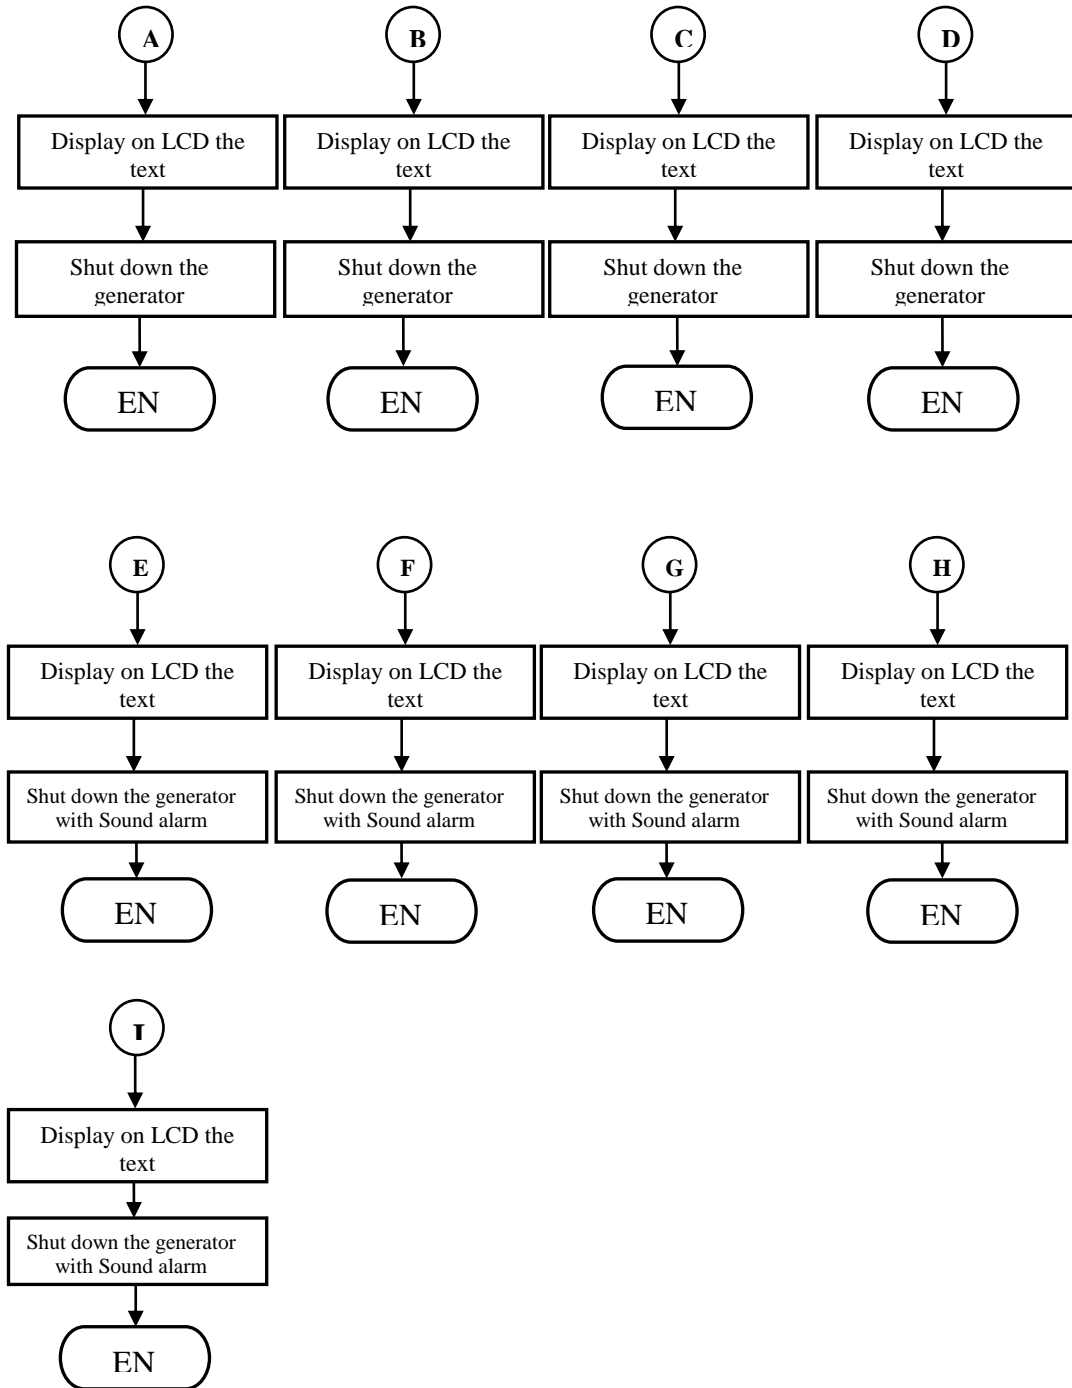 A
Display on LCD the
text
Shut down the
generator
EN
B
Display on LCD the
text
Shut down the
generator
EN
C
Display on LCD the
text
Shut down the
generator
EN
D
Display on LCD the
text
Shut down the
generator
EN
E
Display on LCD the
text
Shut down the generator
with Sound alarm
EN
F
Display on LCD the
text
Shut down the generator
with Sound alarm
EN
G
Display on LCD the
text
Shut down the generator
with Sound alarm
EN
H
Display on LCD the
text
Shut down the generator
with Sound alarm
EN
Display on LCD the
text
Shut down the generator
with Sound alarm
EN